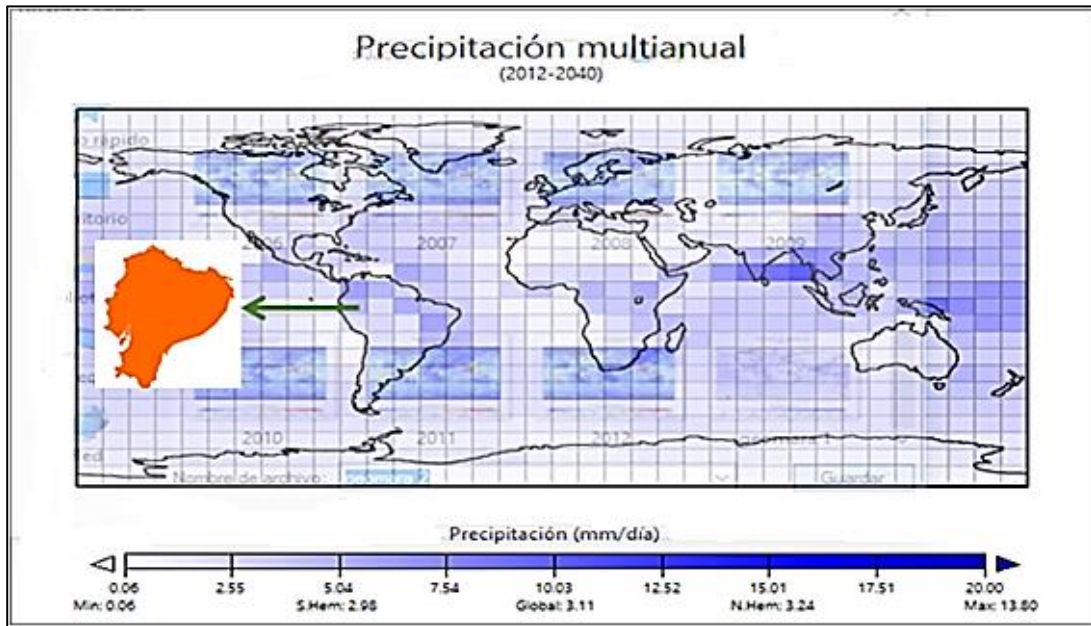 Precipitación multianual
(2012-2040)
rápido
2006 2007 2008 2009
2010 2011 2012
Nombre de archivo: Guardar
Precipitación (mm/día)
0.06 2.55 5.04 7.54 10.03 12.52 15.01 17.51 20.00
Min: 0.06 S.Hem: 2.98 Global: 3.11 N.Hem: 3.24 Max: 13.80